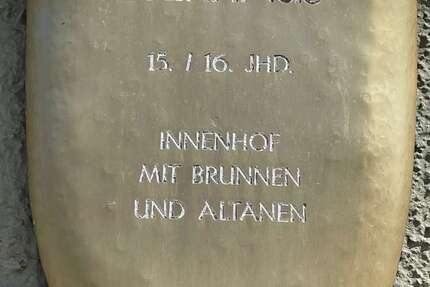 15. / 16. JHD.
INNENHOF
MIT BRUNNEN
UND ALTANEN